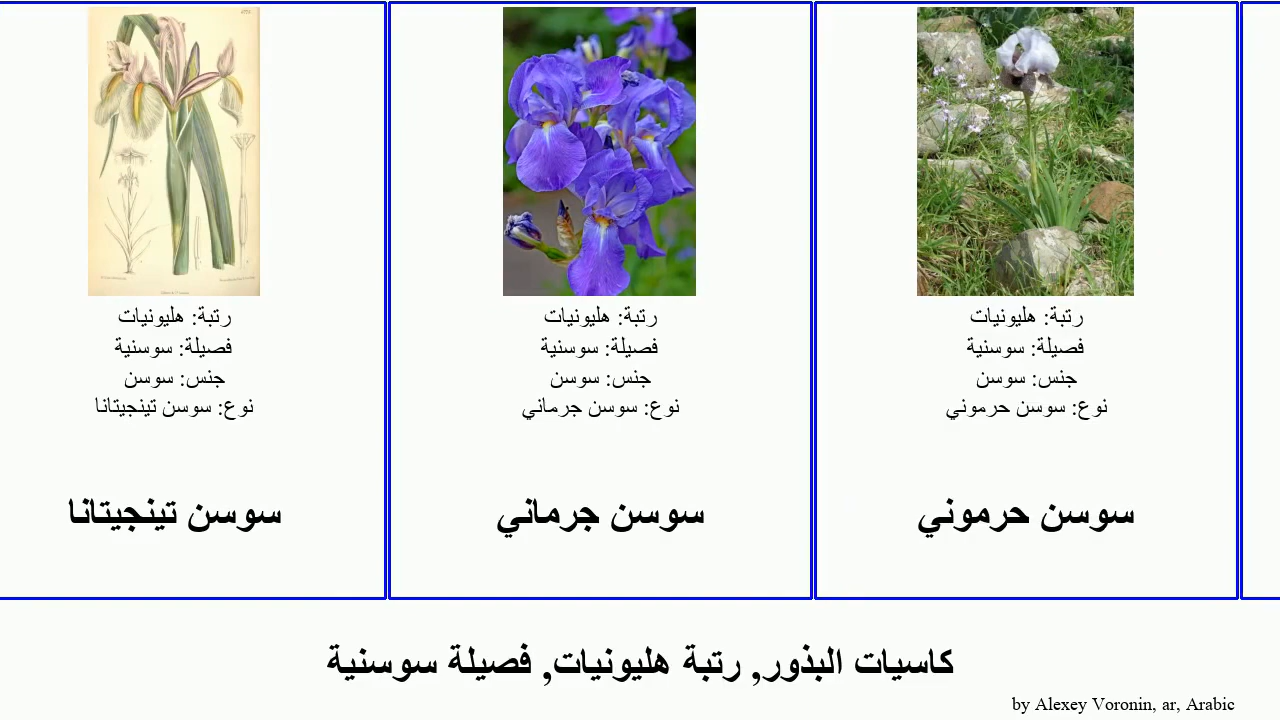 رتبة: هليونيات
فصيلة: سوسنية
جنس: سوسن
نوع: سوسن تينجيتانا
سوسن تينجيتانا
رتبة: هليونيات
فصيلة: سوسنية
جنس: سوسن
نوع: سوسن جرماني
سوسن جرماني
رتبة: هليونيات
فصيلة: سوسنية
جنس: سوسن
نوع: سوسن حرموني
سوسن حرموني
كاسيات البذور, رتبة هليونيات, فصيلة سوسنية
by Alexey Voronin, ar, Arabic